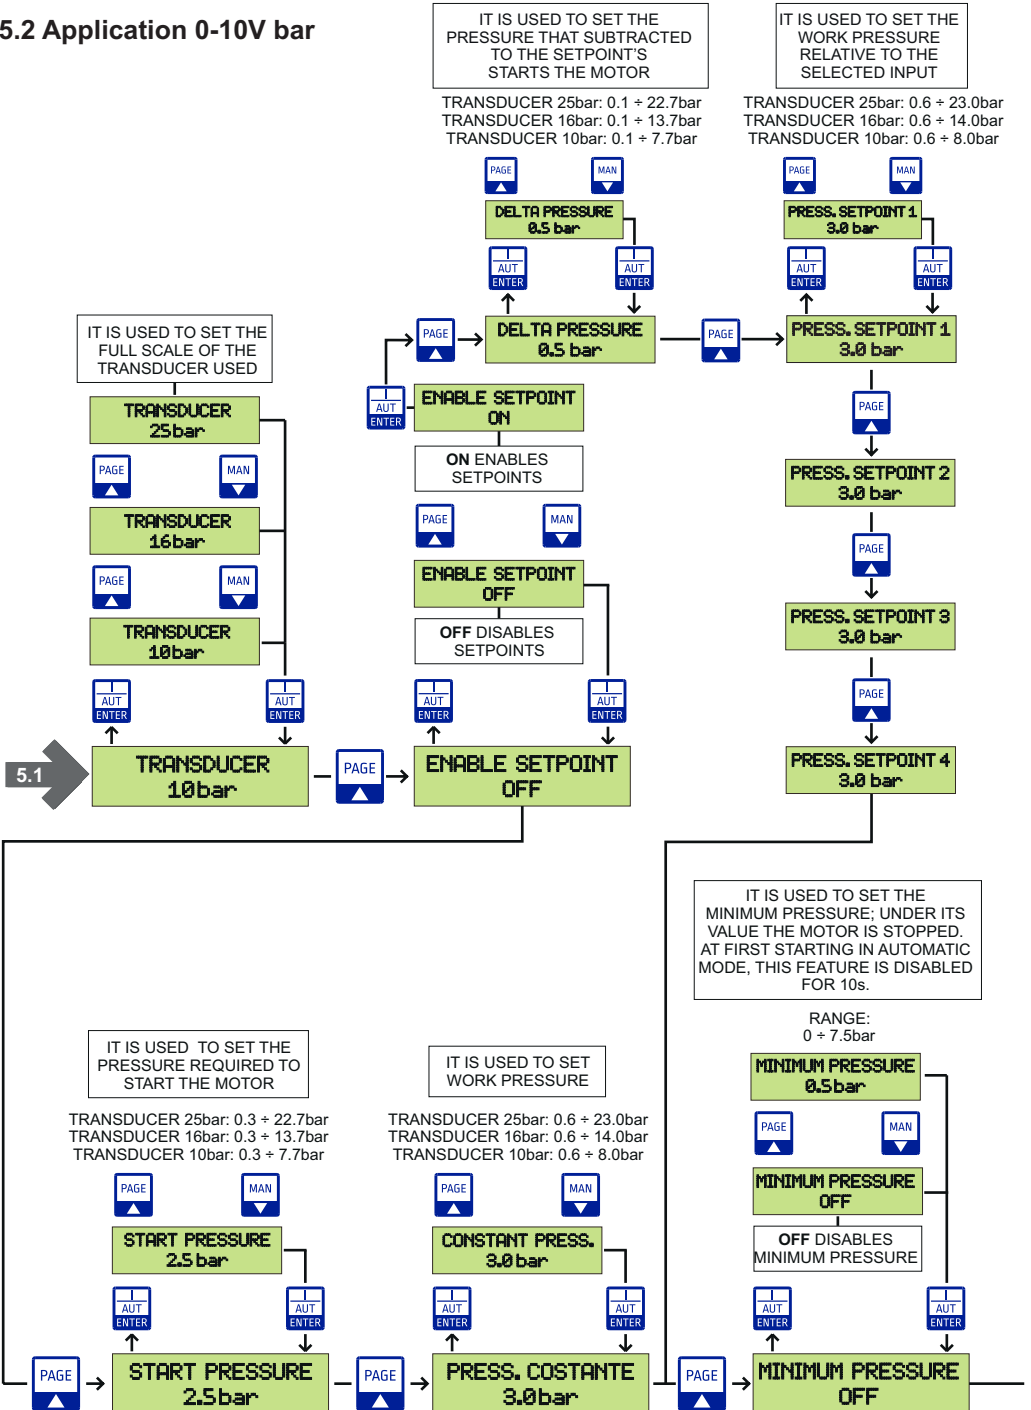 5.2 Application 0-10V bar
IT IS USED TO SET THE
PRESSURE THAT SUBTRACTED
TO THE SETPOINT'S
STARTS THE MOTOR
TRANSDUCER 25bar: 0.1 ÷ 22.7bar
TRANSDUCER 16bar: 0.1 ÷ 13.7bar
TRANSDUCER 10bar: 0.1 ÷ 7.7bar
PAGE
MAN
DELTA PRESSURE
0.5 bar
AUT
ENTER
AUT
ENTER
IT IS USED TO SET THE
WORK PRESSURE
RELATIVE TO THE
SELECTED INPUT
TRANSDUCER 25bar: 0.6 ÷ 23.0bar
TRANSDUCER 16bar: 0.6 ÷ 14.0bar
TRANSDUCER 10bar: 0.6 ÷ 8.0bar
PAGE
MAN
PRESS. SETPOINT 1
3.0 bar
AUT
ENTER
AUT
ENTER
PAGE
DELTA PRESSURE
0.5 bar
PAGE
PRESS. SETPOINT 1
3.0 bar
PAGE
PRESS. SETPOINT 2
3.0 bar
PAGE
PRESS. SETPOINT 3
3.0 bar
PAGE
PRESS. SETPOINT 4
3.0 bar
IT IS USED TO SET THE
FULL SCALE OF THE
TRANSDUCER USED
TRANSDUCER
25bar
PAGE
MAN
TRANSDUCER
16bar
PAGE
MAN
TRANSDUCER
10bar
AUT
ENTER
AUT
ENTER
5.1
TRANSDUCER
10bar
PAGE
AUT
ENTER
ENABLE SETPOINT
ON
ON ENABLES
SETPOINTS
PAGE
MAN
ENABLE SETPOINT
OFF
OFF DISABLES
SETPOINTS
AUT
ENTER
AUT
ENTER
ENABLE SETPOINT
OFF
IT IS USED TO SET THE
PRESSURE REQUIRED TO
START THE MOTOR
TRANSDUCER 25bar: 0.3 ÷ 22.7bar
TRANSDUCER 16bar: 0.3 ÷ 13.7bar
TRANSDUCER 10bar: 0.3 ÷ 7.7bar
PAGE
MAN
START PRESSURE
2.5 bar
AUT
ENTER
AUT
ENTER
PAGE
START PRESSURE
2.5bar
IT IS USED TO SET
WORK PRESSURE
TRANSDUCER 25bar: 0.6 ÷ 23.0bar
TRANSDUCER 16bar: 0.6 ÷ 14.0bar
TRANSDUCER 10bar: 0.6 ÷ 8.0bar
PAGE
MAN
CONSTANT PRESS.
3.0 bar
AUT
ENTER
AUT
ENTER
PAGE
PRESS. COSTANTE
3.0bar
IT IS USED TO SET THE
MINIMUM PRESSURE; UNDER ITS
VALUE THE MOTOR IS STOPPED.
AT FIRST STARTING IN AUTOMATIC
MODE, THIS FEATURE IS DISABLED
FOR 10s.
RANGE:
0 ÷ 7.5bar
MINIMUM PRESSURE
0.5bar
PAGE
MAN
MINIMUM PRESSURE
OFF
OFF DISABLES
MINIMUM PRESSURE
AUT
ENTER
AUT
ENTER
PAGE
MINIMUM PRESSURE
OFF